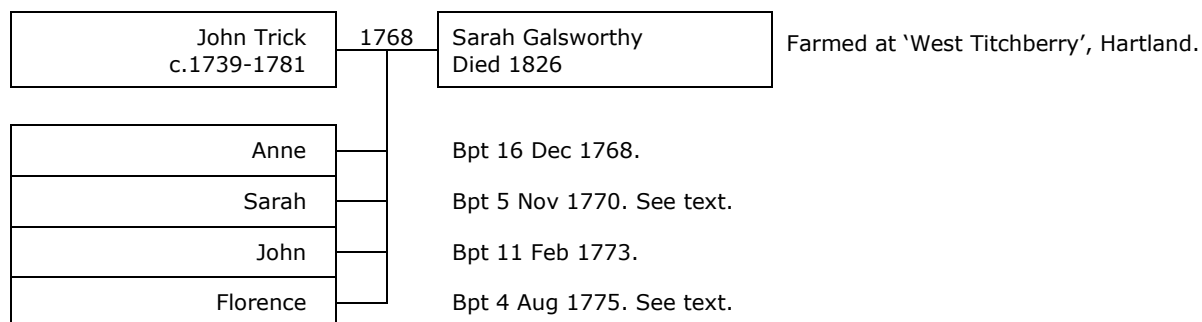 John Trick 1768 Sarah Galsworthy Farmed at ‘West Titchberry’, Hartland.
c.1739-1781 Died 1826
Anne Bpt 16 Dec 1768.
Sarah Bpt 5 Nov 1770. See text.
John Bpt 11 Feb 1773.
Florence Bpt 4 Aug 1775. See text.